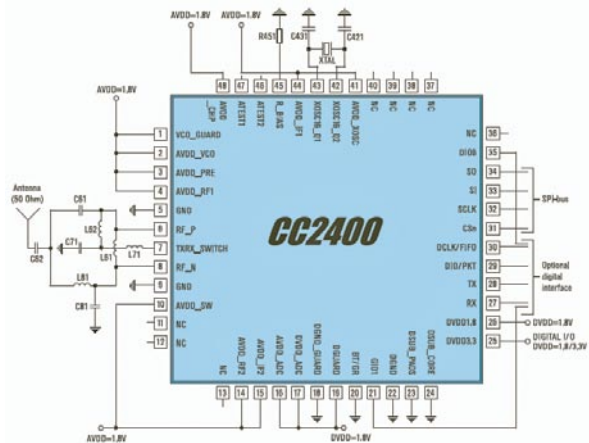 AVDD=1.8V
AVDD=1.8V
R451
C431
C421
XTAL
48
47
46
45
44
43
42
41
40
39
38
37
AVDD_CHP
ATEST1
ATEST2
R_BIAS
AVDD_IF1
XOSC16_Q1
XOSC16_Q2
AVDD_XOSC
NC
NC
NC
NC
AVDD=1.8V
1 VCO_GUARD
2 AVDD_VCO
3 AVDD_PRE
4 AVDD_RF1
5 GND
6 RF_P
7 TXRX_SWITCH
8 RF_N
9 GND
10 AVDD_SW
11 NC
12 NC
Antenna
(50 Ohm)
C61
L62
C71
C62
L61
L71
L81
C81
CC2400
NC 36
DIO6 35
SO 34
SI 33
SCLK 32
CSn 31
DCLK/FIFO 30
DIO/PKT 29
TX 28
RX 27
DVDD1.8 26
DVDD3.3 25
SPI-bus
Optional
digital
interface
DVDD=1.8V
DIGITAL I/O
DVDD=1.8/3.3V
NC
AVDD_RF2
AVDD_IF2
AVDD_ADC
DVDD_ADC
DGND_GUARD
DGUARD
BT/GR
GIO1
DGND
DSUB_PADS
DSUB_CORE
13
14
15
16
17
18
19
20
21
22
23
24
AVDD=1.8V
DVDD=1.8V